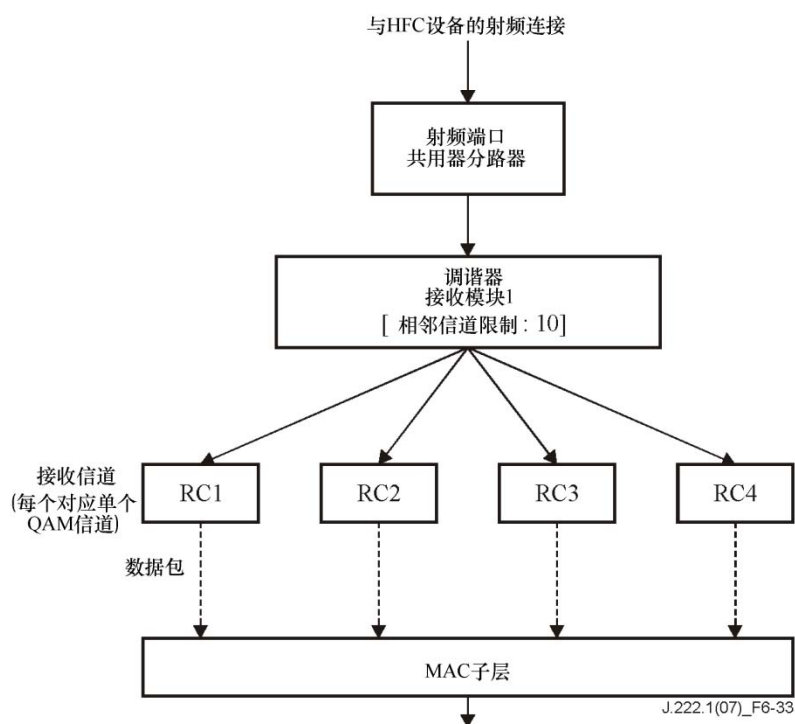 与HFC设备的射频连接
射频端口
共用器分路器
调谐器
接收模块1
[ 相邻信道限制 : 10]
接收信道
(每个对应单个
QAM信道)
RC1
RC2
RC3
RC4
数据包
MAC子层
J.222.1(07)_F6-33